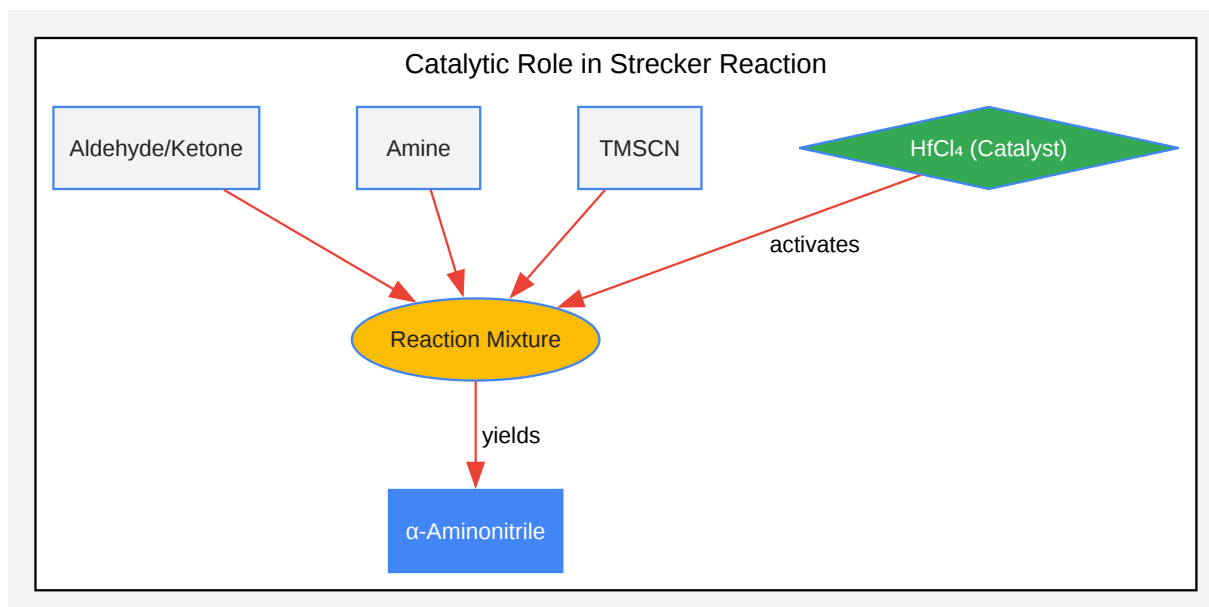 Catalytic Role in Strecker Reaction
Aldehyde/Ketone
Amine
TMSCN
HfCl₄ (Catalyst)
activates
Reaction Mixture
yields
α-Aminonitrile